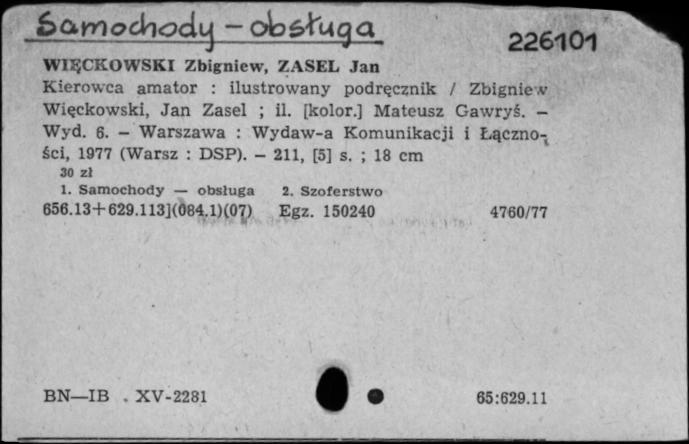 Samochody - obsługa
226101
WIĘCKOWSKI Zbigniew, ZASEL Jan
Kierowca amator : ilustrowany podręcznik / Zbigniew
Więckowski, Jan Zasel ; il. [kolor.] Mateusz Gawryś. —
Wyd. 6. — Warszawa : Wydaw-a Komunikacji i Łączno-
ści, 1977 (Warsz : DSP). — 211, [5] s. ; 18 cm
30 zł
1. Samochody — obsługa 2. Szoferstwo
656.13+629.113](084.1)(07) Egz. 150240 4760/77
BN—IB . XV-2281 65:629.11